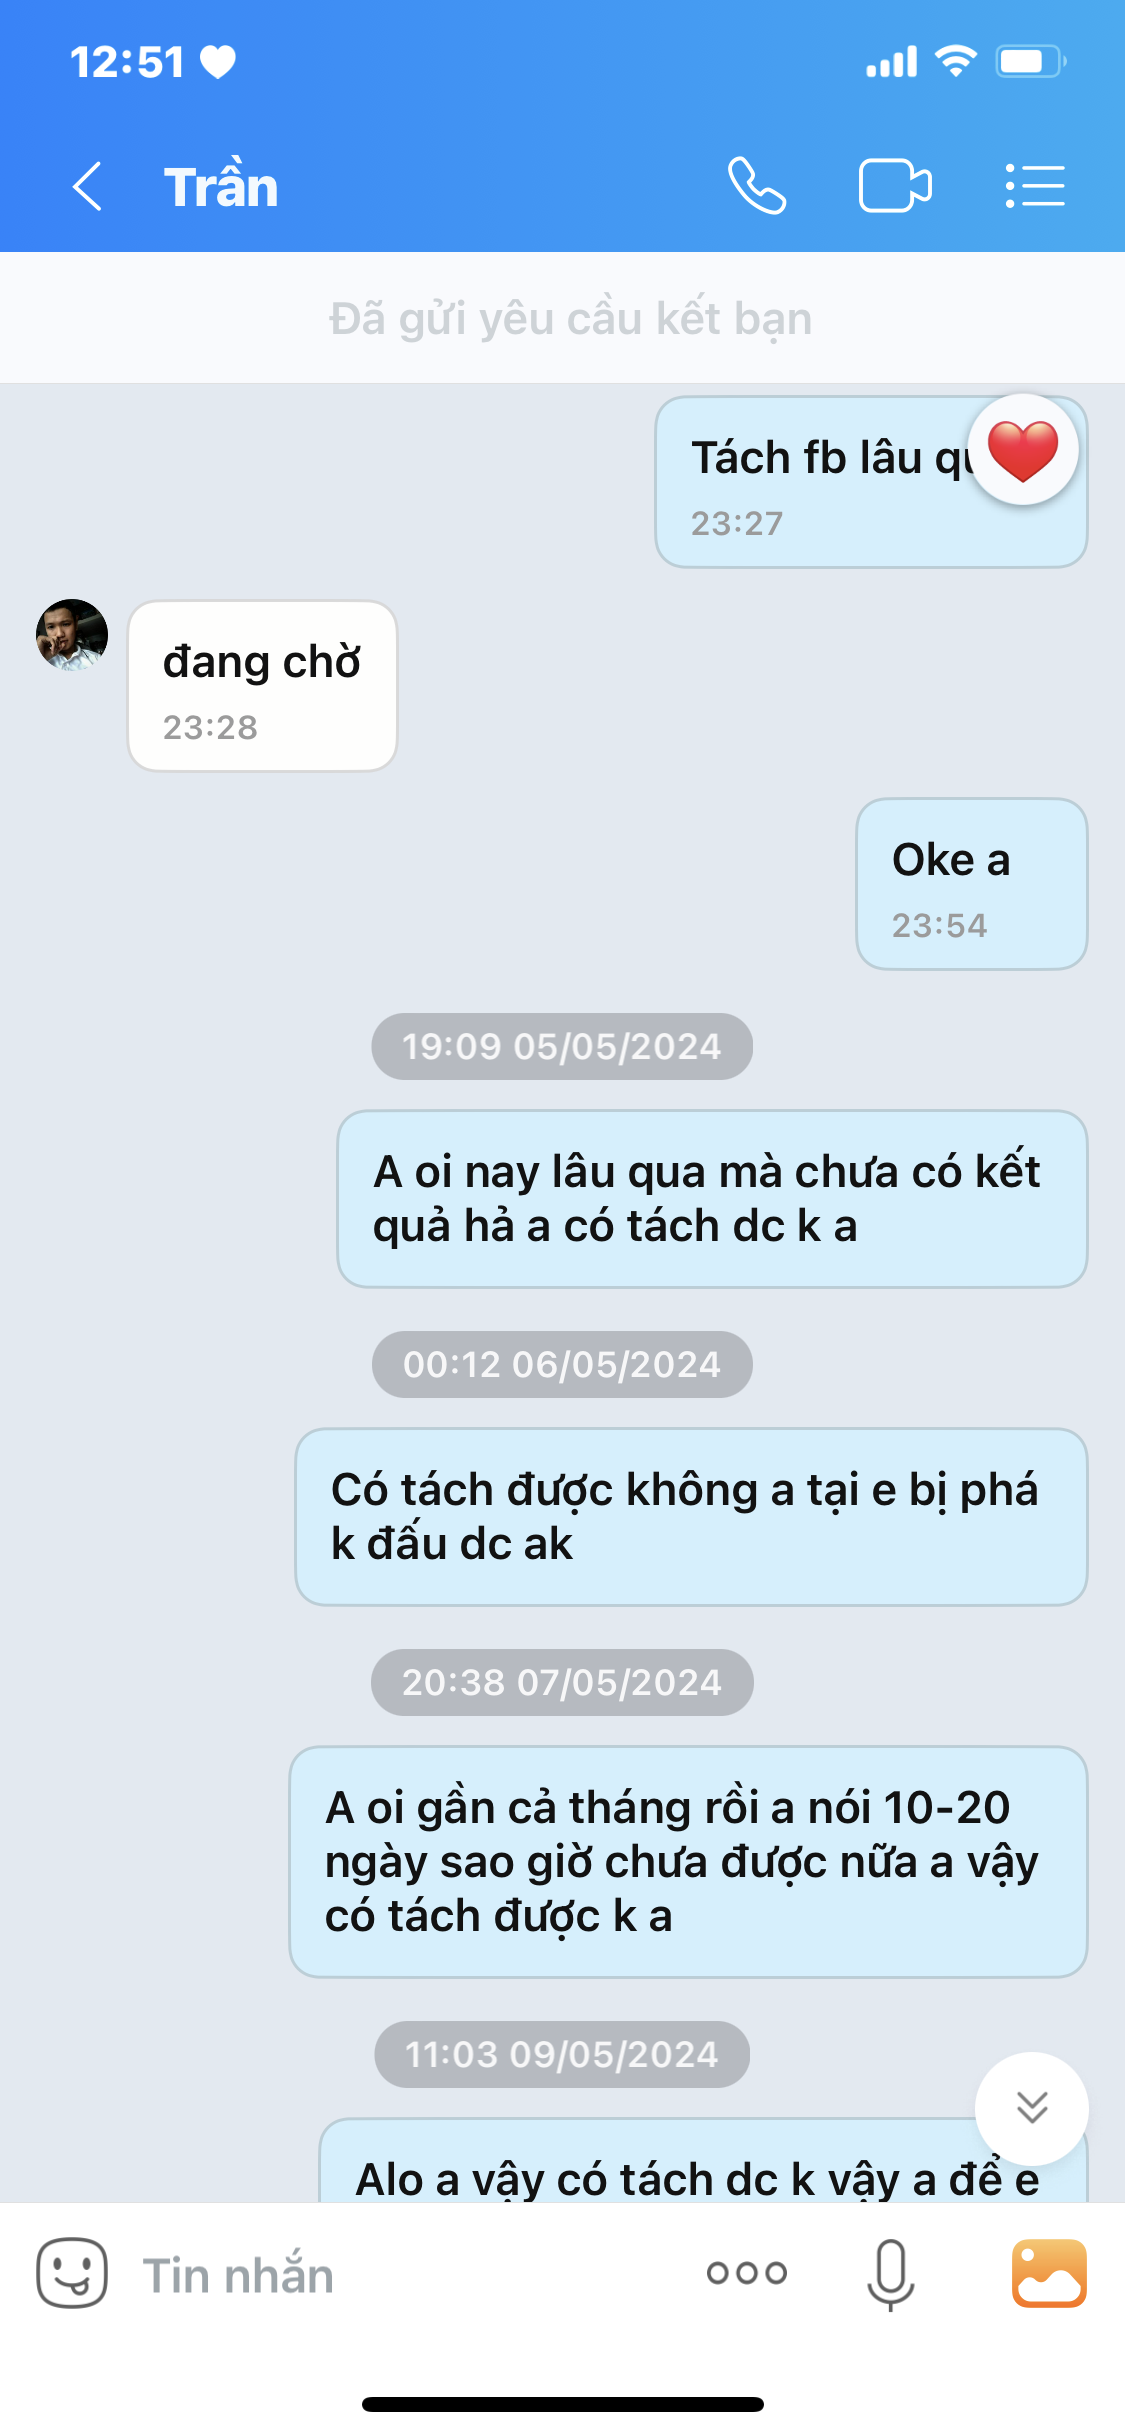 12:51
Trần
Đã gửi yêu cầu kết bạn
Tách fb lâu
23:27
đang chờ
23:28
Oke a
23:54
19:09 05/05/2024
A oi nay lâu qua mà chưa có kết
quả hả a có tách dc k a
00:12 06/05/2024
Có tách được không a tại e bị phá
k đấu dc ak
20:38 07/05/2024
A oi gần cả tháng rồi a nói 10-20
ngày sao giờ chưa được nữa a vậy
có tách được k a
11:03 09/05/2024
Alo a vậy có tách dc k vậy a để e
Tin nhắn